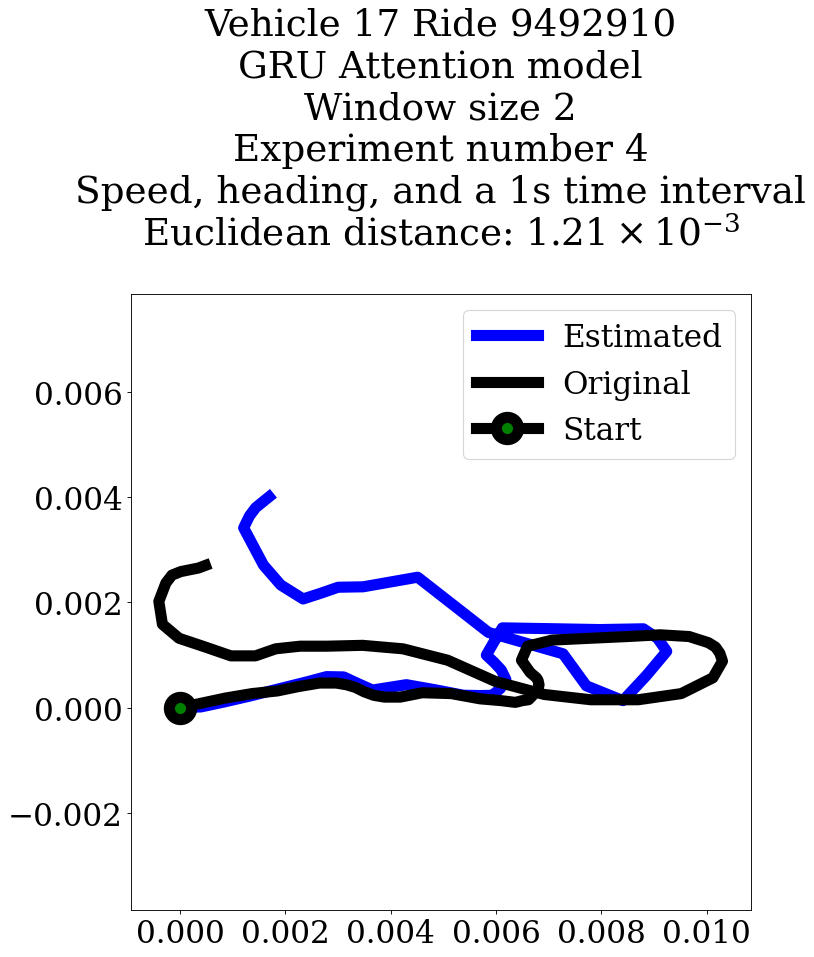 Vehicle 17 Ride 9492910
GRU Attention model
Window size 2
Experiment number 4
Speed, heading, and a 1s time interval
Euclidean distance: 1.21 × 10⁻³
Estimated
Original
Start
0.006
0.004
0.002
0.000
−0.002
0.000 0.002 0.004 0.006 0.008 0.010